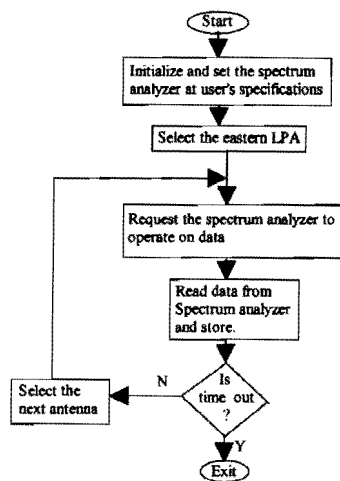 Start
Initialize and set the spectrum
analyzer at user's specifications
Select the eastern LPA
Request the spectrum analyzer to
operate on data
Read data from
Spectrum analyzer
and store.
Is
time out
?
N
Select the
next antenna
Y
Exit